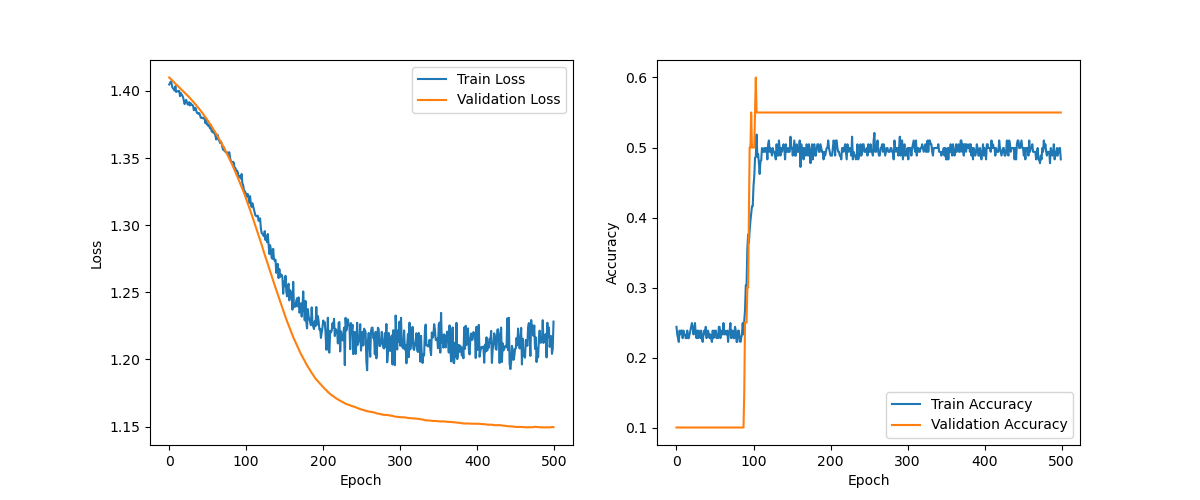 Train Loss
Validation Loss
1.40
1.35
1.30
1.25
1.20
1.15
Loss
0 100 200 300 400 500
Epoch
0.6
0.5
0.4
0.3
0.2
0.1
Accuracy
Train Accuracy
Validation Accuracy
0 100 200 300 400 500
Epoch